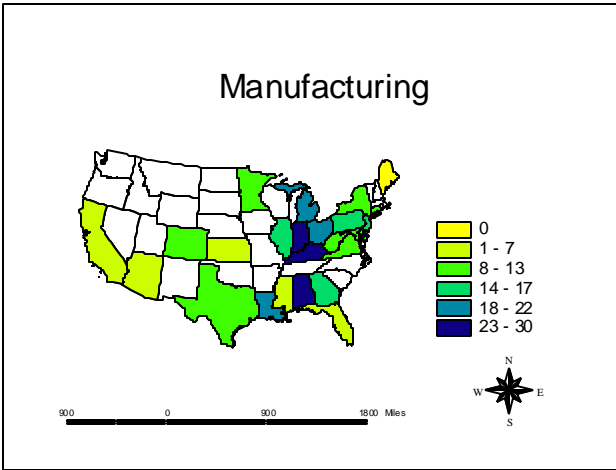 Manufacturing
0
1 - 7
8 - 13
14 - 17
18 - 22
23 - 30
N
W E
S
900 0 900 1800 Miles